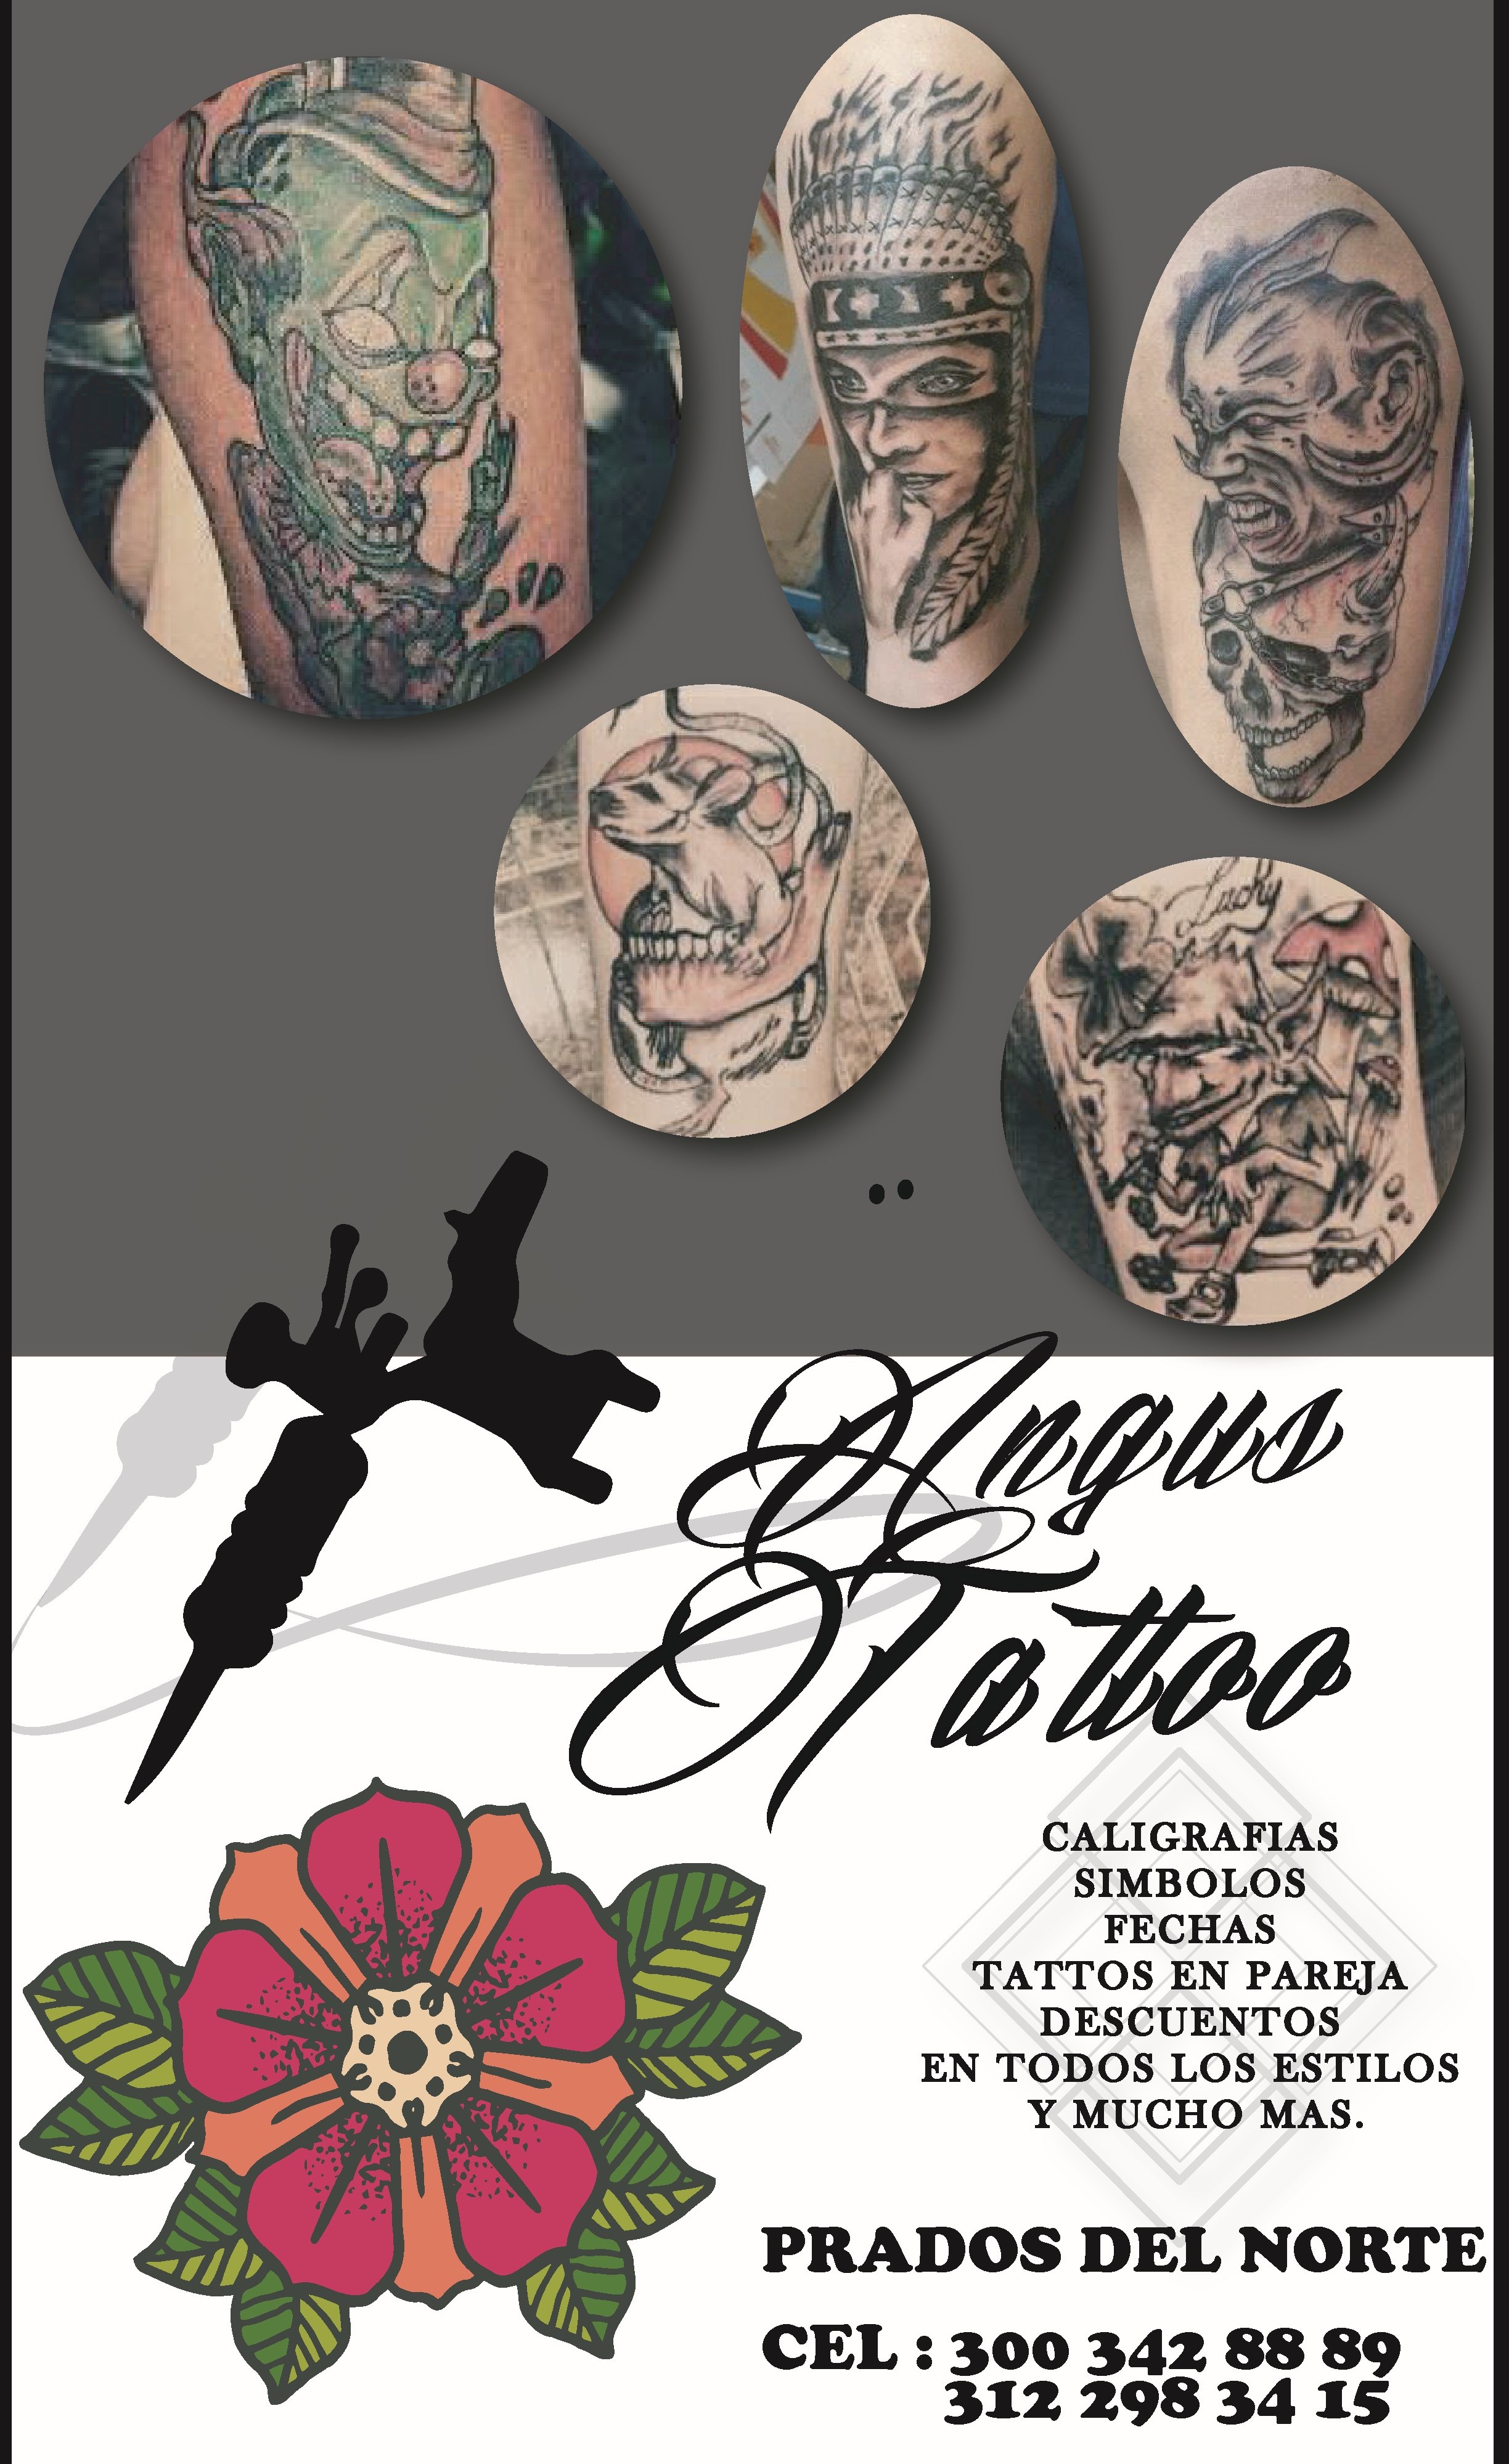 Lucky
Angus
Tattoo
CALIGRAFIAS
SIMBOLOS
FECHAS
TATTOS EN PAREJA
DESCUENTOS
EN TODOS LOS ESTILOS
Y MUCHO MAS.
PRADOS DEL NORTE
CEL : 300 342 88 89
312 298 34 15